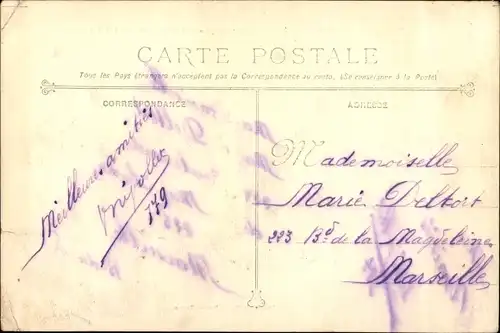 CARTE POSTALE
Tous les Pays étrangers n'acceptent pas la Correspondance au recto. (Se renseigner à la Poste)
CORRESPONDANCE
ADRESSE
Meilleures amitiés
179
Mademoiselle
Marie Delfort
223 Bd de la Magdeleine
Marseille